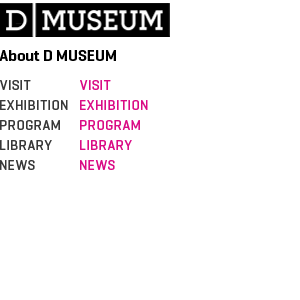 D MUSEUM
About D MUSEUM
VISIT VISIT
EXHIBITION EXHIBITION
PROGRAM PROGRAM
LIBRARY LIBRARY
NEWS NEWS